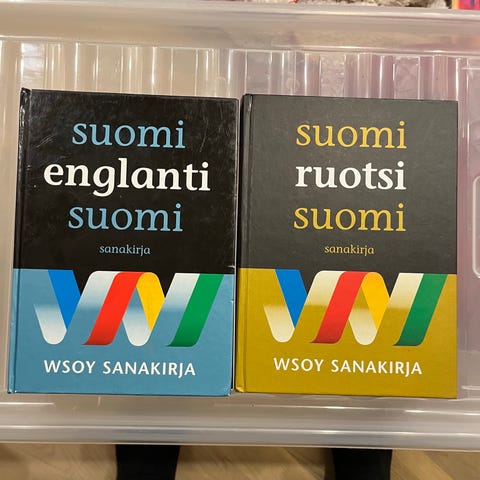 suomi
englanti
suomi
sanakirja
WSOY SANAKIRJA
suomi
ruotsi
suomi
sanakirja
WSOY SANAKIRJA